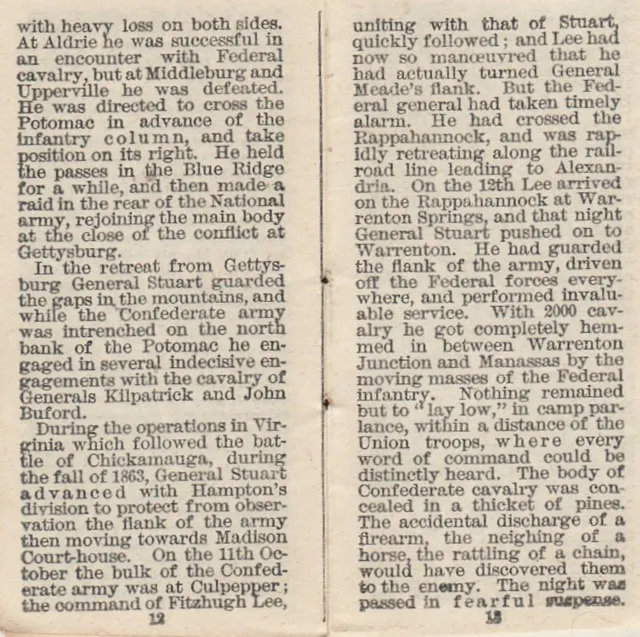 with heavy loss on both sides.
At Aldrie he was successful in
an encounter with Federal
cavalry, but at Middleburg and
Upperville he was defeated.
He was directed to cross the
Potomac in advance of the
infantry column, and take
position on its right. He held
the passes in the Blue Ridge
for a while, and then made a
raid in the rear of the National
army, rejoining the main body
at the close of the conflict at
Gettysburg.
In the retreat from Gettys-
burg General Stuart guarded
the gaps in the mountains, and
while the Confederate army
was intrenched on the north
bank of the Potomac he en-
gaged in several indecisive en-
gagements with the cavalry of
Generals Kilpatrick and John
Buford.
During the operations in Vir-
ginia which followed the bat-
tle of Chickamauga, during
the fall of 1863, General Stuart
advanced with Hampton's
division to protect from obser-
vation the flank of the army
then moving towards Madison
Court-house. On the 11th Oc-
tober the bulk of the Confed-
erate army was at Culpepper;
the command of Fitzhugh Lee,
12
uniting with that of Stuart,
quickly followed; and Lee had
now so manœuvred that he
had actually turned General
Meade's flank. But the Fed-
eral general had taken timely
alarm. He had crossed the
Rappahannock, and was rap-
idly retreating along the rail-
road line leading to Alexan-
dria. On the 12th Lee arrived
on the Rappahannock at War-
renton Springs, and that night
General Stuart pushed on to
Warrenton. He had guarded
the flank of the army, driven
off the Federal forces every-
where, and performed invalu-
able service. With 2000 cav-
alry he got completely hem-
med in between Warrenton
Junction and Manassas by the
moving masses of the Federal
infantry. Nothing remained
but to "lay low," in camp par-
lance, within a distance of the
Union troops, where every
word of command could be
distinctly heard. The body of
Confederate cavalry was con-
cealed in a thicket of pines.
The accidental discharge of a
firearm, the neighing of a
horse, the rattling of a chain,
would have discovered them
to the enemy. The night was
passed in fearful suspense.
13